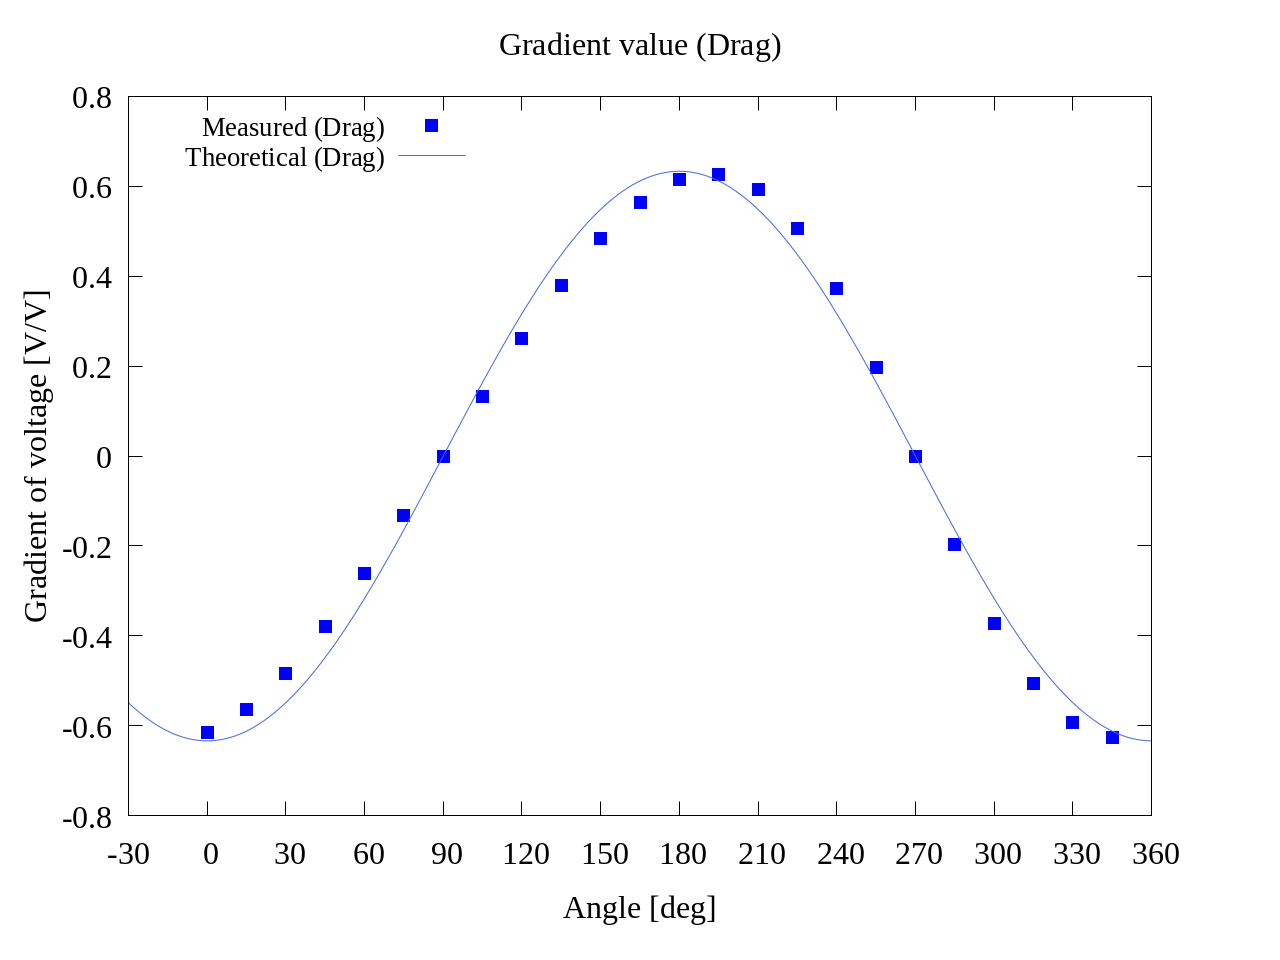 Gradient value (Drag)
Measured (Drag)
Theoretical (Drag)
0.8
0.6
0.4
0.2
0
-0.2
-0.4
-0.6
-0.8
Gradient of voltage [V/V]
-30 0 30 60 90 120 150 180 210 240 270 300 330 360
Angle [deg]